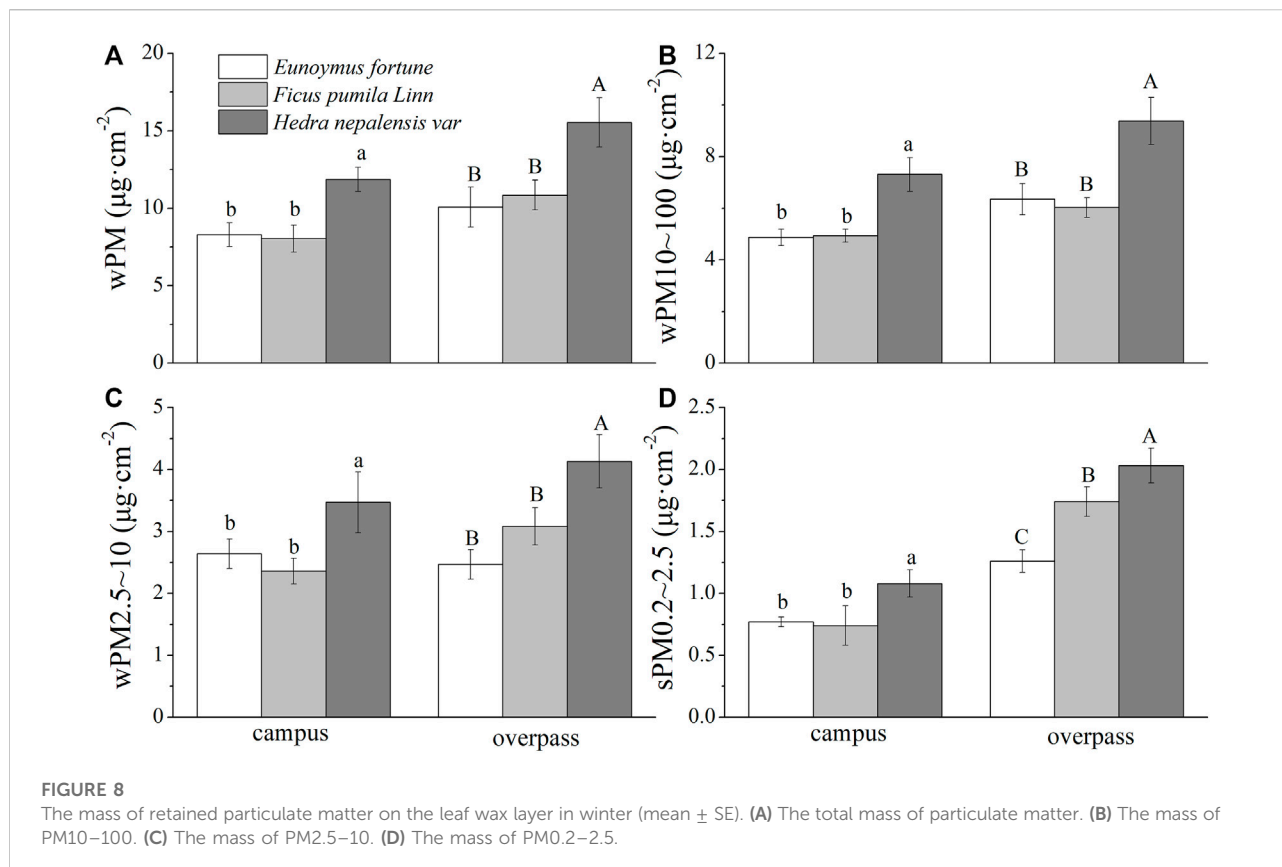 A
20
15
10
5
0
wPM (μg·cm-2)
Eunoymus fortune
Ficus pumila Linn
Hedra nepalensis var
b
b
a
B
B
A
B
12
8
4
0
wPM10~100 (μg·cm-2)
b
b
a
B
B
A
C
5
4
3
2
1
0
wPM2.5~10 (μg·cm-2)
b
b
a
B
B
A
campus
overpass
D
2.5
2.0
1.5
1.0
0.5
0.0
sPM0.2~2.5 (μg·cm-2)
b
b
a
C
B
A
campus
overpass
FIGURE 8
The mass of retained particulate matter on the leaf wax layer in winter (mean ± SE). (A) The total mass of particulate matter. (B) The mass of
PM10–100. (C) The mass of PM2.5–10. (D) The mass of PM0.2–2.5.